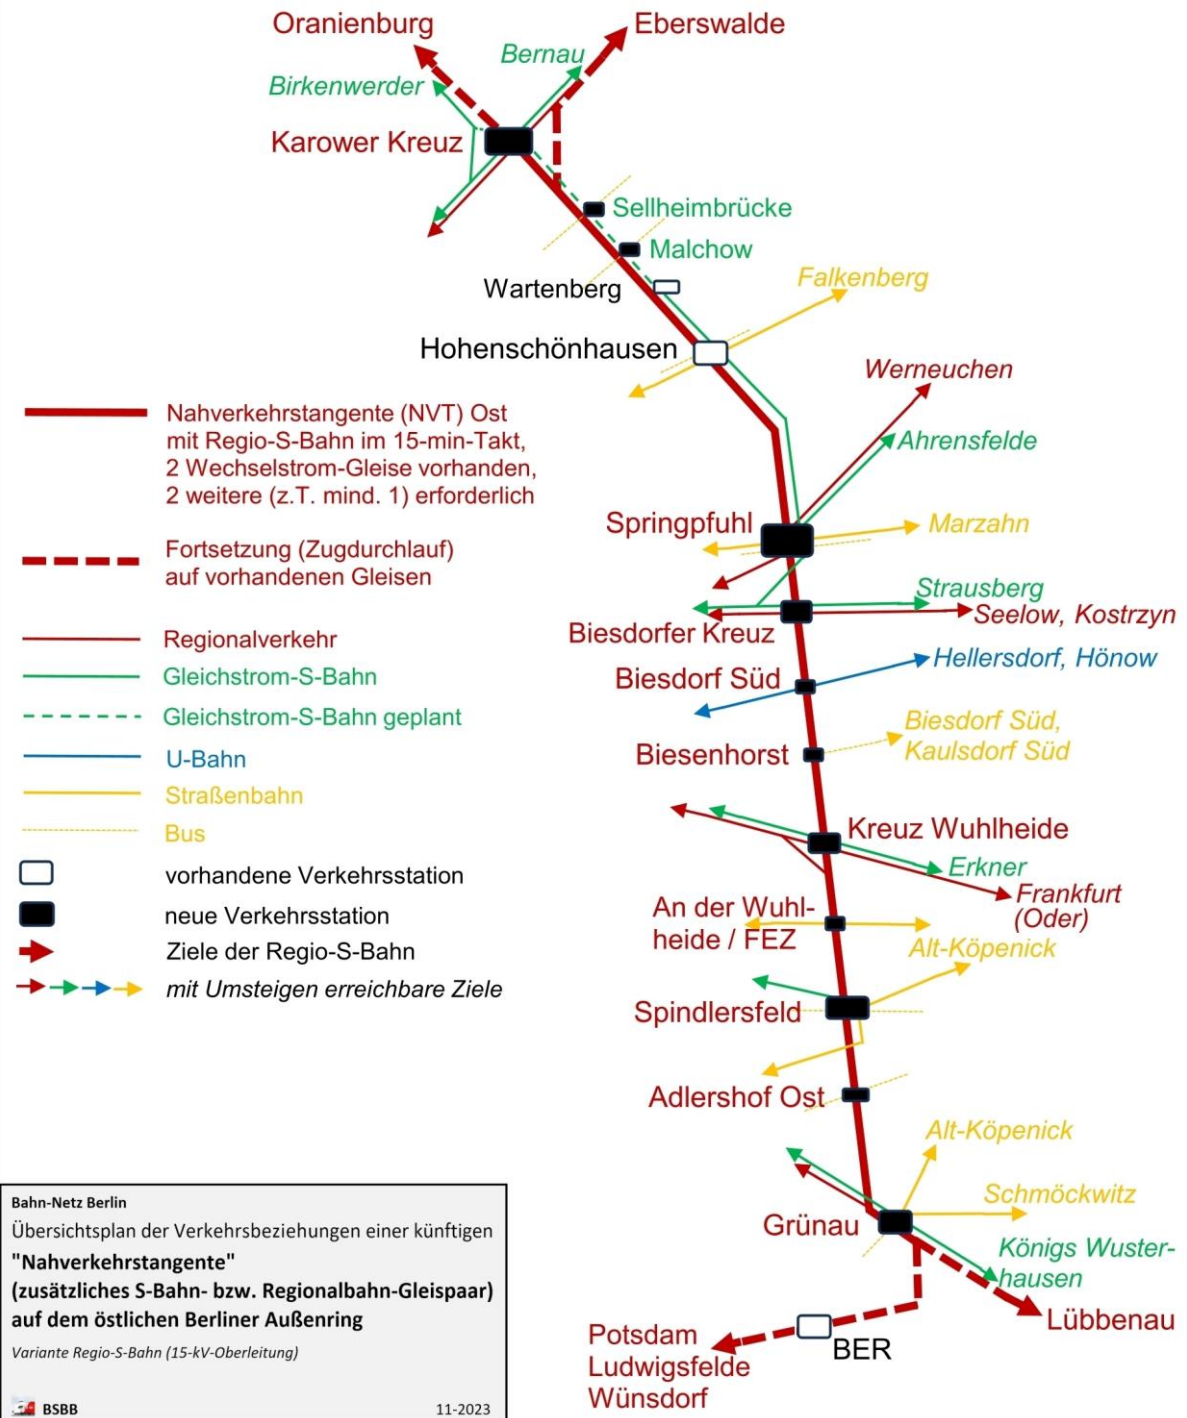 Oranienburg
Eberswalde
Bernau
Birkenwerder
Karower Kreuz
Sellheimbrücke
Malchow
Wartenberg
Falkenberg
Hohenschönhausen
Werneuchen
Ahrensfelde
Springpfuhl
Marzahn
Strausberg
Seelow, Kostrzyn
Biesdorfer Kreuz
Hellersdorf, Hönow
Biesdorf Süd
Biesdorf Süd,
Kaulsdorf Süd
Biesenhorst
Kreuz Wuhlheide
Erkner
Frankfurt
(Oder)
An der Wuhl-
heide / FEZ
Alt-Köpenick
Spindlersfeld
Adlershof Ost
Alt-Köpenick
Schmöckwitz
Grünau
Königs Wuster-
hausen
Lübbenau
BER
Potsdam
Ludwigsfelde
Wünsdorf
Nahverkehrstangente (NVT) Ost
mit Regio-S-Bahn im 15-min-Takt,
2 Wechselstrom-Gleise vorhanden,
2 weitere (z.T. mind. 1) erforderlich
Fortsetzung (Zugdurchlauf)
auf vorhandenen Gleisen
Regionalverkehr
Gleichstrom-S-Bahn
Gleichstrom-S-Bahn geplant
U-Bahn
Straßenbahn
Bus
vorhandene Verkehrsstation
neue Verkehrsstation
Ziele der Regio-S-Bahn
mit Umsteigen erreichbare Ziele
Bahn-Netz Berlin
Übersichtsplan der Verkehrsbeziehungen einer künftigen
"Nahverkehrstangente"
(zusätzliches S-Bahn- bzw. Regionalbahn-Gleispaar)
auf dem östlichen Berliner Außenring
Variante Regio-S-Bahn (15-kV-Oberleitung)
BSBB
11-2023